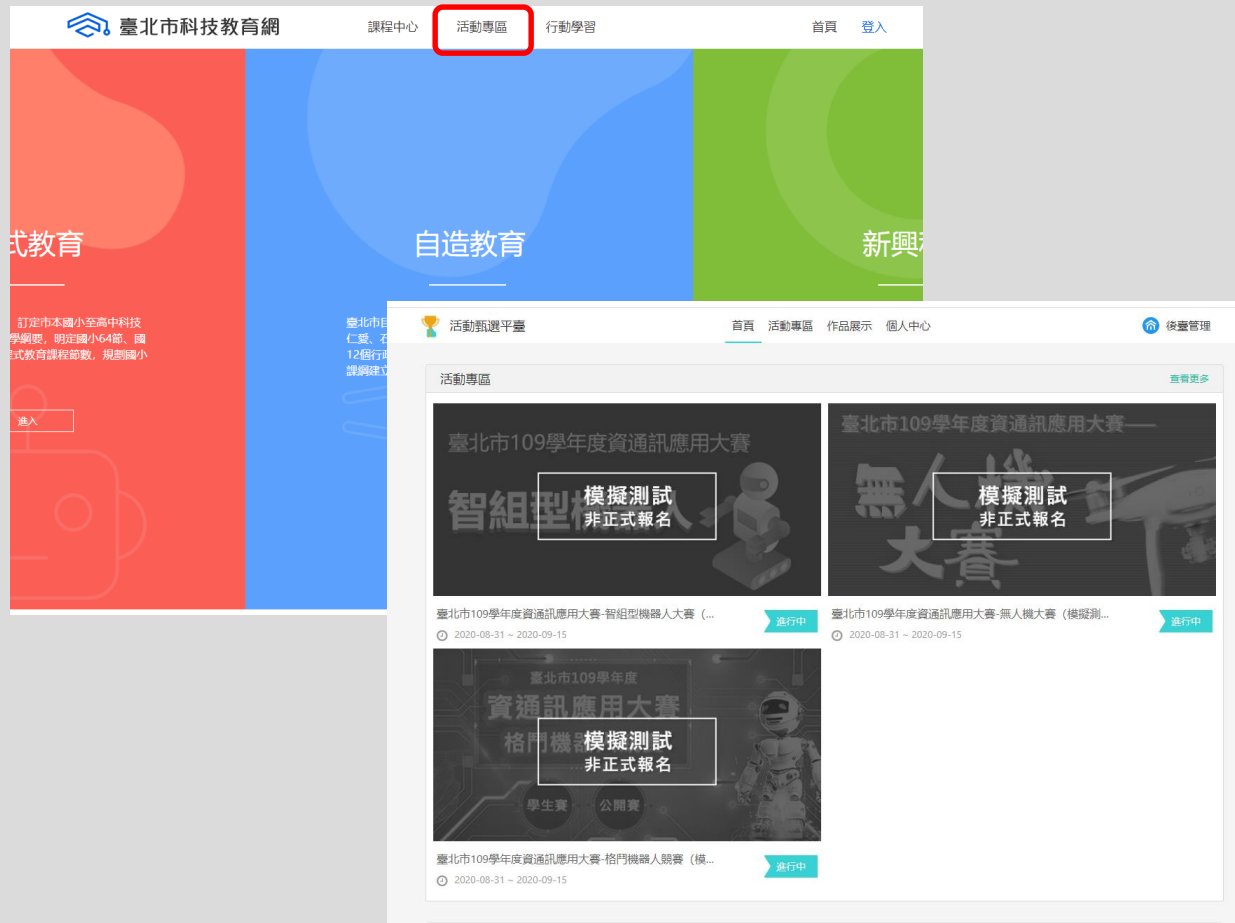 臺北市科技教育網
課程中心
活動專區
行動學習
首頁
登入
式教育
訂定市本國小至高中科技
學綱要，明定國小64節、國
程式教育課程節數，規劃國小
進入
自造教育
臺北市
仁愛、
12個行政
課綱建立
新興
活動甄選平臺
首頁
活動專區
作品展示
個人中心
後臺管理
活動專區
查看更多
臺北市109學年度資通訊應用大賽
智組型機器人
模擬測試
非正式報名
臺北市109學年度資通訊應用大賽-智組型機器人大賽（...
進行中
2020-08-31 ~ 2020-09-15
臺北市109學年度資通訊應用大賽——
無人機
大賽
模擬測試
非正式報名
臺北市109學年度資通訊應用大賽-無人機大賽（模擬測...
進行中
2020-08-31 ~ 2020-09-15
臺北市109學年度
資通訊應用大賽
格鬥機器
模擬測試
非正式報名
學生賽
公開賽
臺北市109學年度資通訊應用大賽-格鬥機器人競賽（模...
進行中
2020-08-31 ~ 2020-09-15